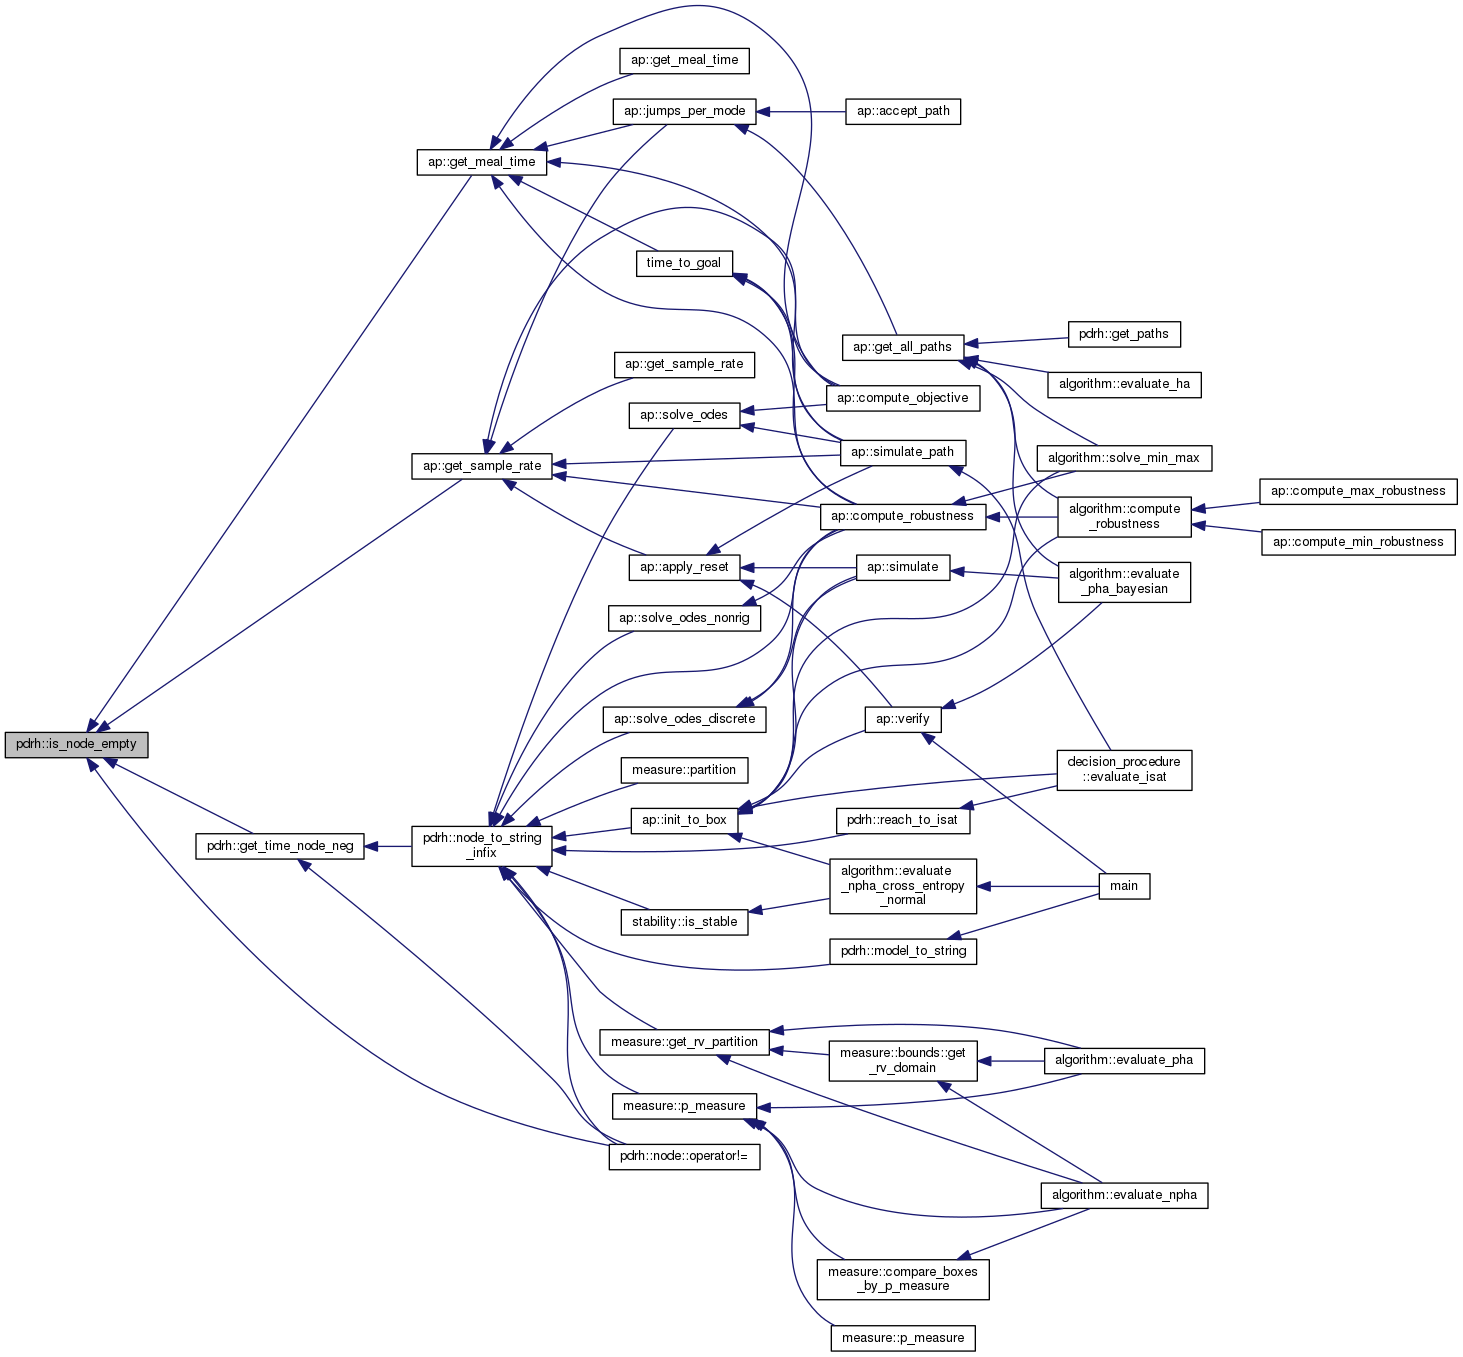 ap::get_meal_time
ap::jumps_per_mode
ap::accept_path
ap::get_meal_time
time_to_goal
pdrh::get_paths
ap::get_all_paths
ap::get_sample_rate
algorithm::evaluate_ha
ap::compute_objective
ap::solve_odes
ap::simulate_path
algorithm::solve_min_max
ap::get_sample_rate
ap::compute_max_robustness
algorithm::compute
_robustness
ap::compute_robustness
ap::compute_min_robustness
ap::apply_reset
ap::simulate
algorithm::evaluate
_pha_bayesian
ap::solve_odes_nonrig
ap::solve_odes_discrete
ap::verify
pdrh::is_node_empty
measure::partition
decision_procedure
::evaluate_isat
ap::init_to_box
pdrh::reach_to_isat
pdrh::get_time_node_neg
pdrh::node_to_string
_infix
algorithm::evaluate
_npha_cross_entropy
_normal
main
stability::is_stable
pdrh::model_to_string
measure::get_rv_partition
measure::bounds::get
_rv_domain
algorithm::evaluate_pha
measure::p_measure
pdrh::node::operator!=
algorithm::evaluate_npha
measure::compare_boxes
_by_p_measure
measure::p_measure